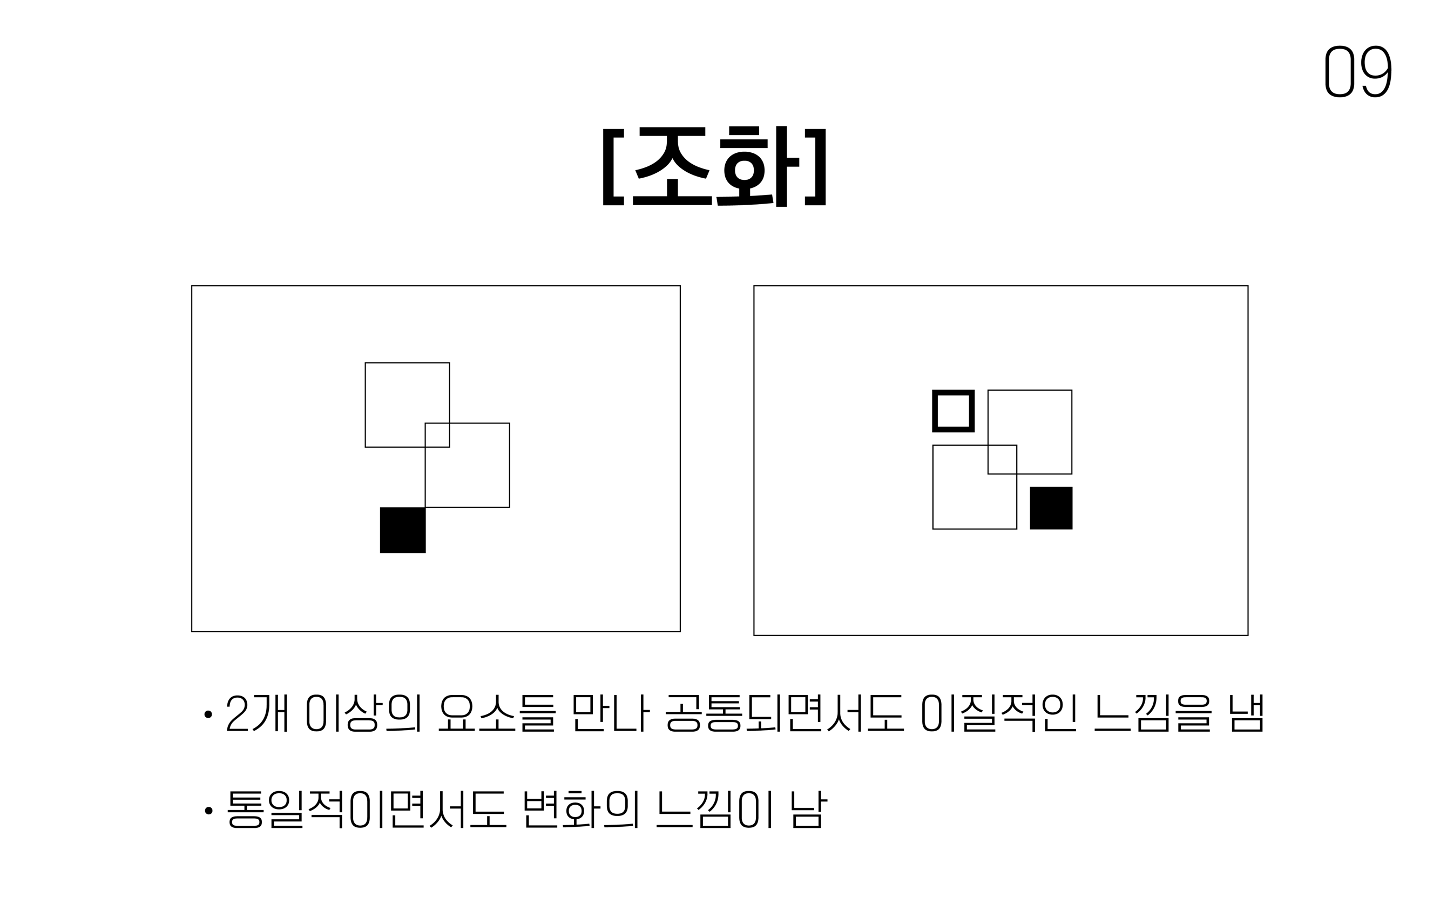 09
[조화]
• 2개 이상의 요소들 만나 공통되면서도 이질적인 느낌을 냄
• 통일적이면서도 변화의 느낌이 남